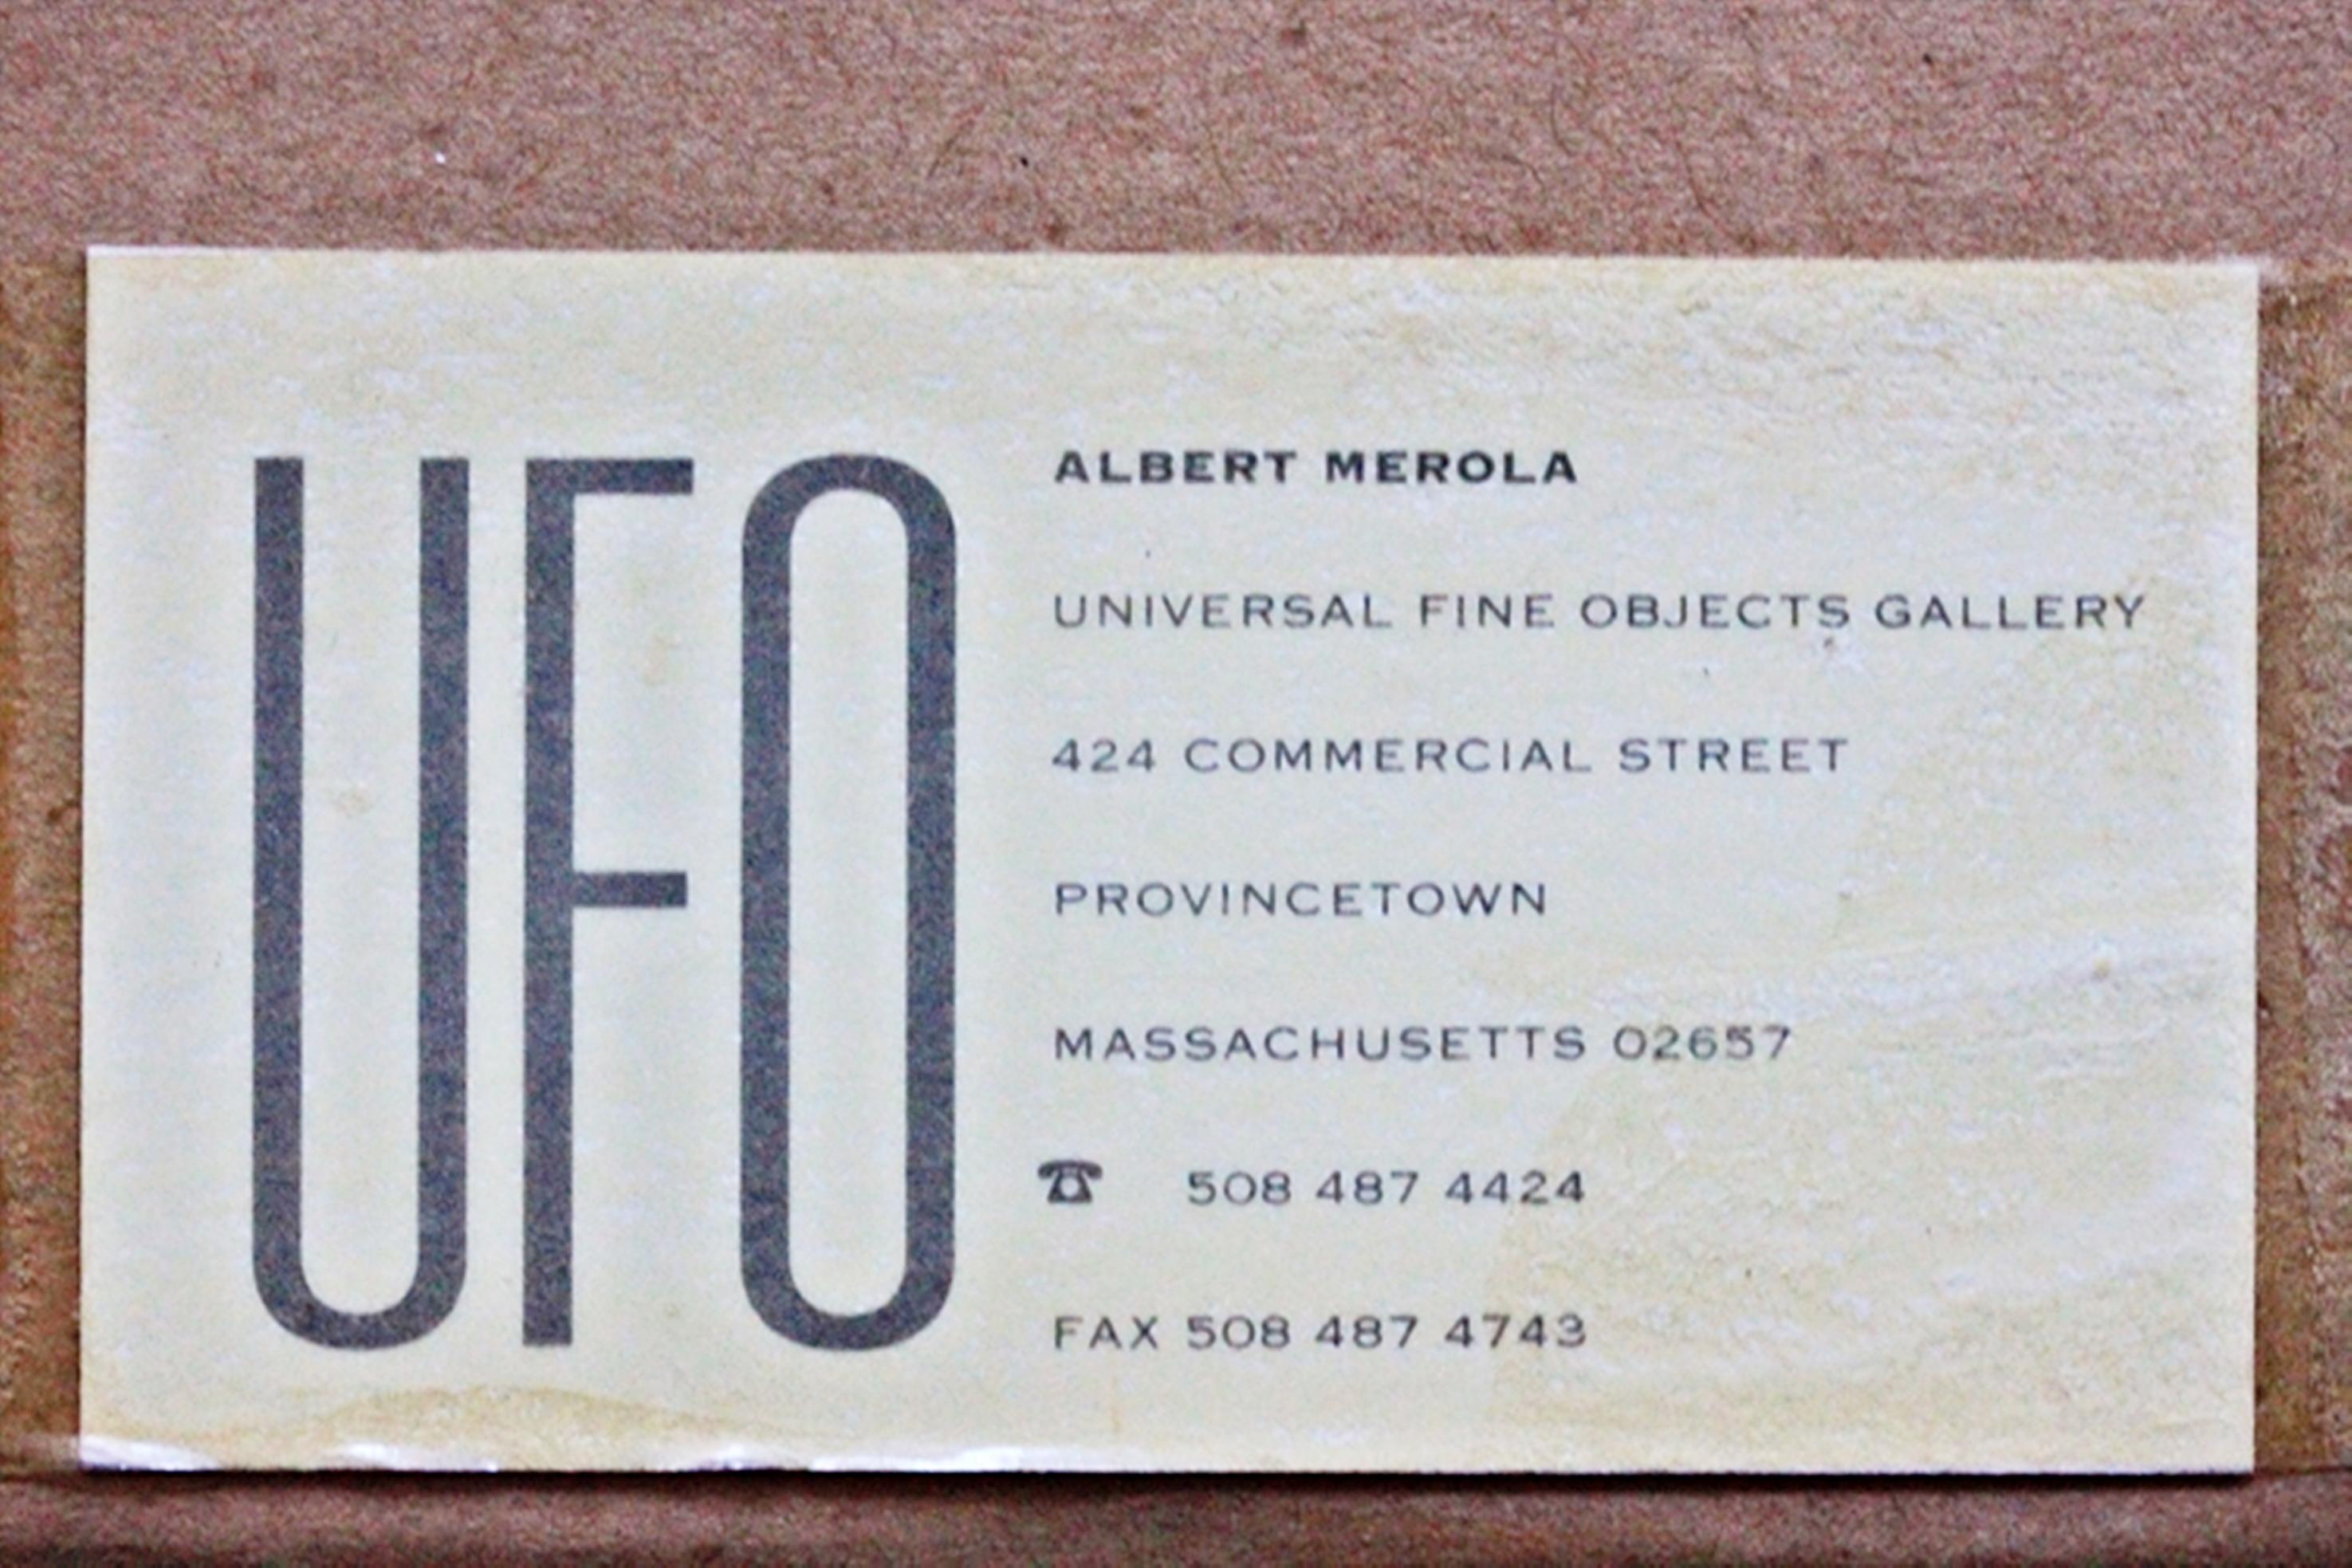 UFO
ALBERT MEROLA
UNIVERSAL FINE OBJECTS GALLERY
424 COMMERCIAL STREET
PROVINCETOWN
MASSACHUSETTS 02657
☎ 508 487 4424
FAX 508 487 4743